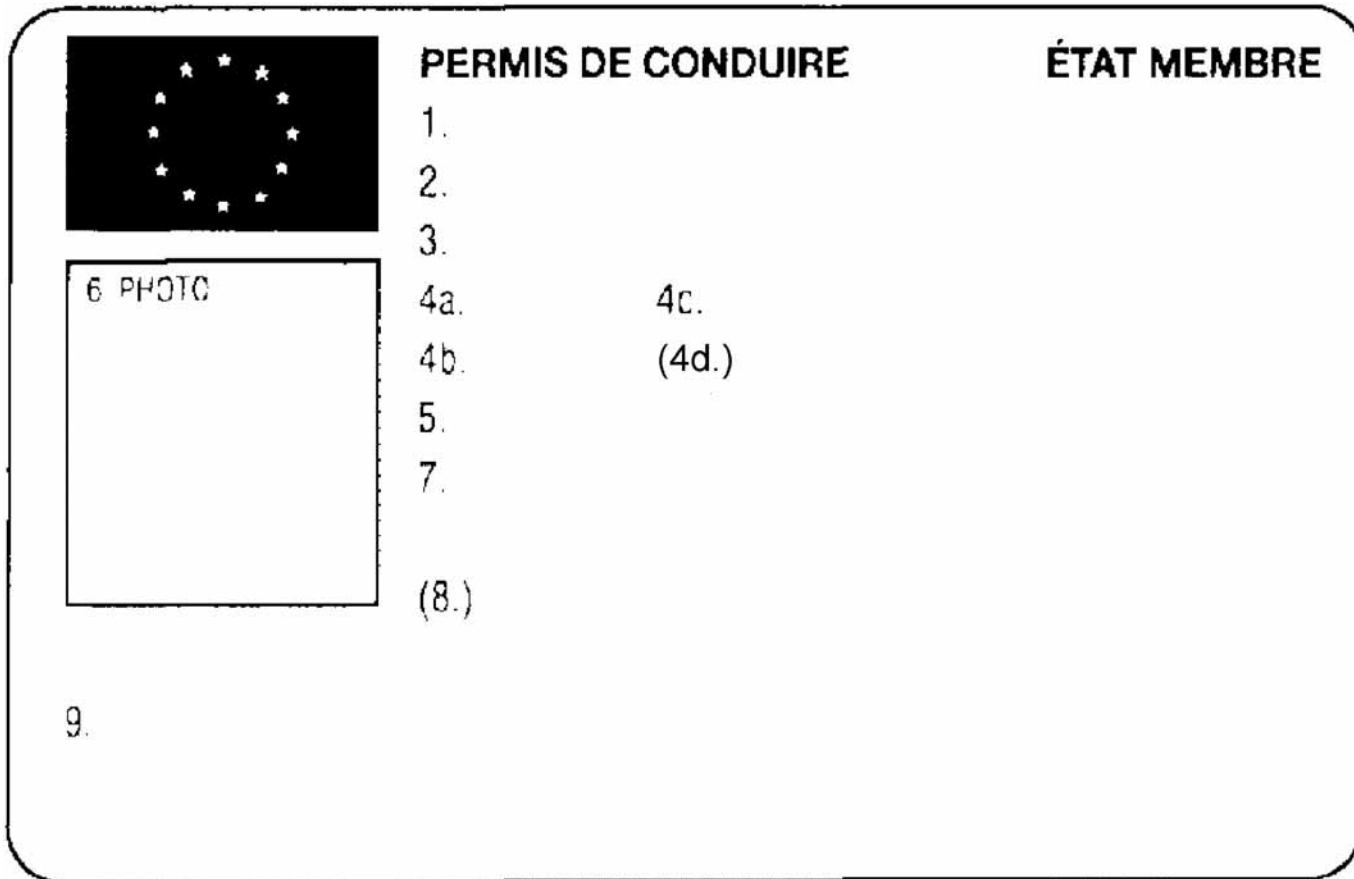 PERMIS DE CONDUIRE ÉTAT MEMBRE
1.
2.
3.
6 PHOTO
4a. 4c.
4b. (4d.)
5.
7.
(8.)
9.